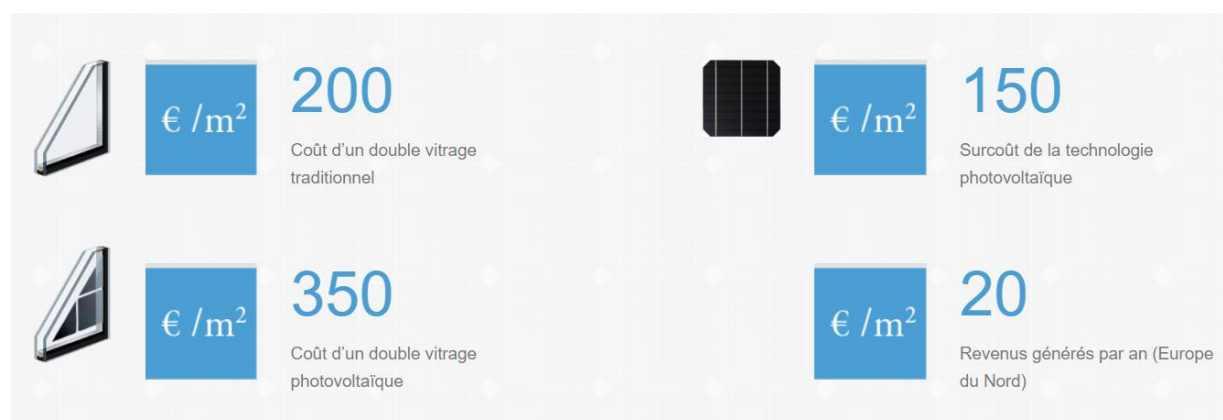 € /m²
200
Coût d'un double vitrage
traditionnel
€ /m²
150
Surcoût de la technologie
photovoltaïque
€ /m²
350
Coût d'un double vitrage
photovoltaïque
€ /m²
20
Revenus générés par an (Europe
du Nord)